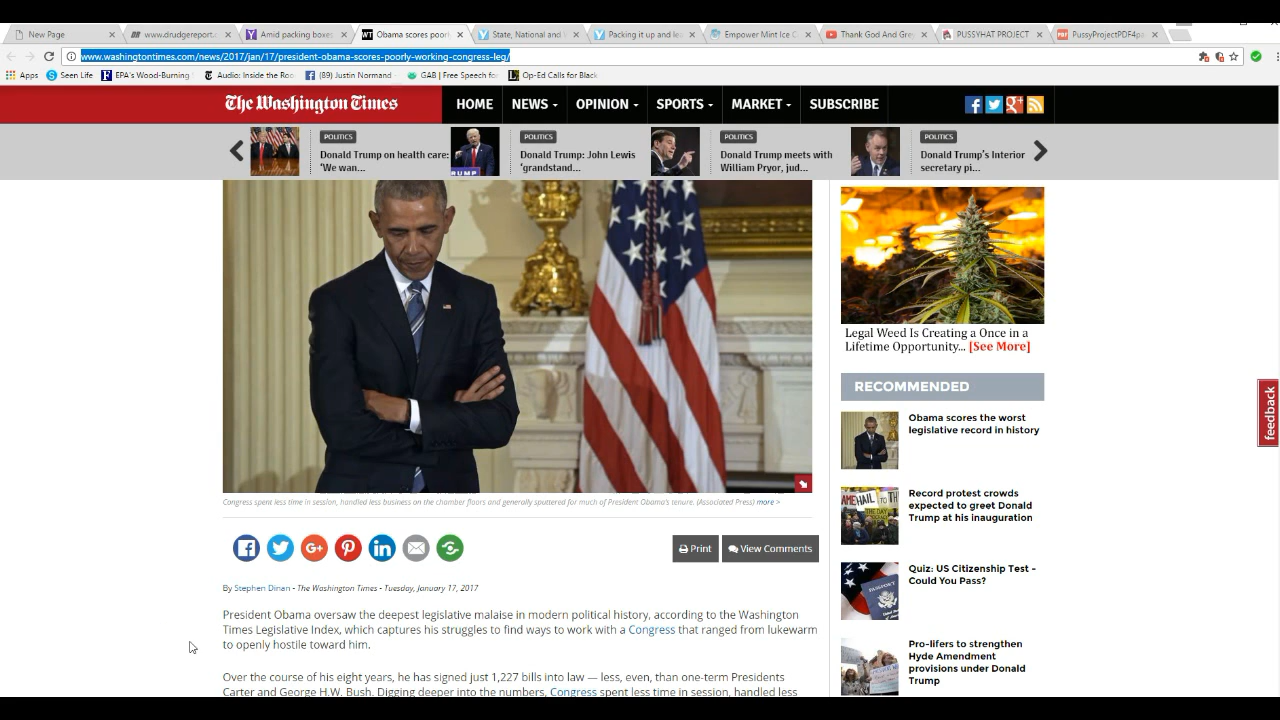 New Page
www.drudgereport.c
Amid packing boxes
Obama scores poorly
State, National and
Packing it up and le
Empower Mint Ice C
Thank God And Gre
PUSSYHAT PROJECT
PussyProjectPDF4pa
www.washingtontimes.com/news/2017/jan/17/president-obama-scores-poorly-working-congress-leg/
Apps
Seen Life
EPA's Wood-Burning
Audio: Inside the Roo
(89) Justin Normand
GAB | Free Speech for
Op-Ed Calls for Black
The Washington Times
HOME
NEWS
OPINION
SPORTS
MARKET
SUBSCRIBE
POLITICS
Donald Trump on health care:
'We wan...
POLITICS
Donald Trump: John Lewis
'grandstand...
POLITICS
Donald Trump meets with
William Pryor, jud...
POLITICS
Donald Trump's Interior
secretary pi...
Congress spent less time in session, handled less business on the chamber floors and generally sputtered for much of President Obama's tenure. (Associated Press) more >
Print
View Comments
By Stephen Dinan - The Washington Times - Tuesday, January 17, 2017
President Obama oversaw the deepest legislative malaise in modern political history, according to the Washington
Times Legislative Index, which captures his struggles to find ways to work with a Congress that ranged from lukewarm
to openly hostile toward him.
Over the course of his eight years, he has signed just 1,227 bills into law — less, even, than one-term Presidents
Carter and George H.W. Bush. Digging deeper into the numbers, Congress spent less time in session, handled less
Legal Weed Is Creating a Once in a
Lifetime Opportunity... [See More]
RECOMMENDED
Obama scores the worst
legislative record in history
Record protest crowds
expected to greet Donald
Trump at his inauguration
Quiz: US Citizenship Test -
Could You Pass?
Pro-lifers to strengthen
Hyde Amendment
provisions under Donald
Trump
feedback